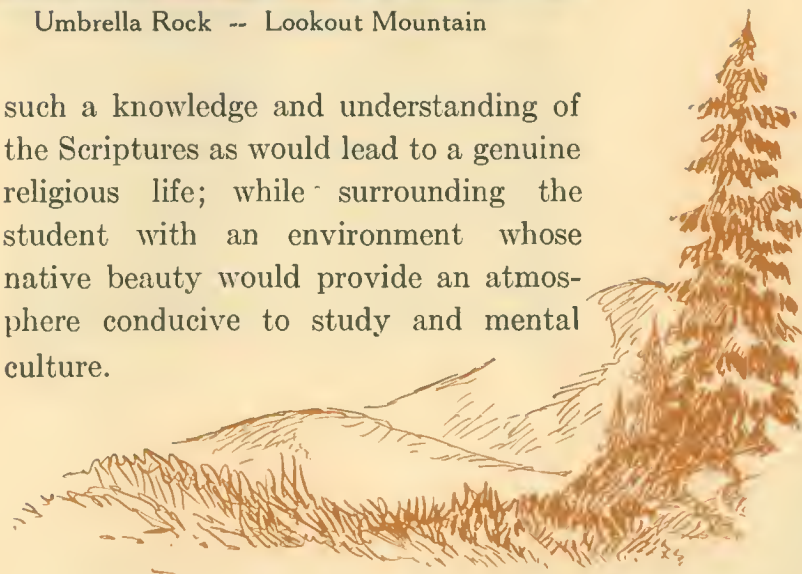 Umbrella Rock -- Lookout Mountain
such a knowledge and understanding of
the Scriptures as would lead to a genuine
religious life; while surrounding the
student with an environment whose
native beauty would provide an atmos-
phere conducive to study and mental
culture.